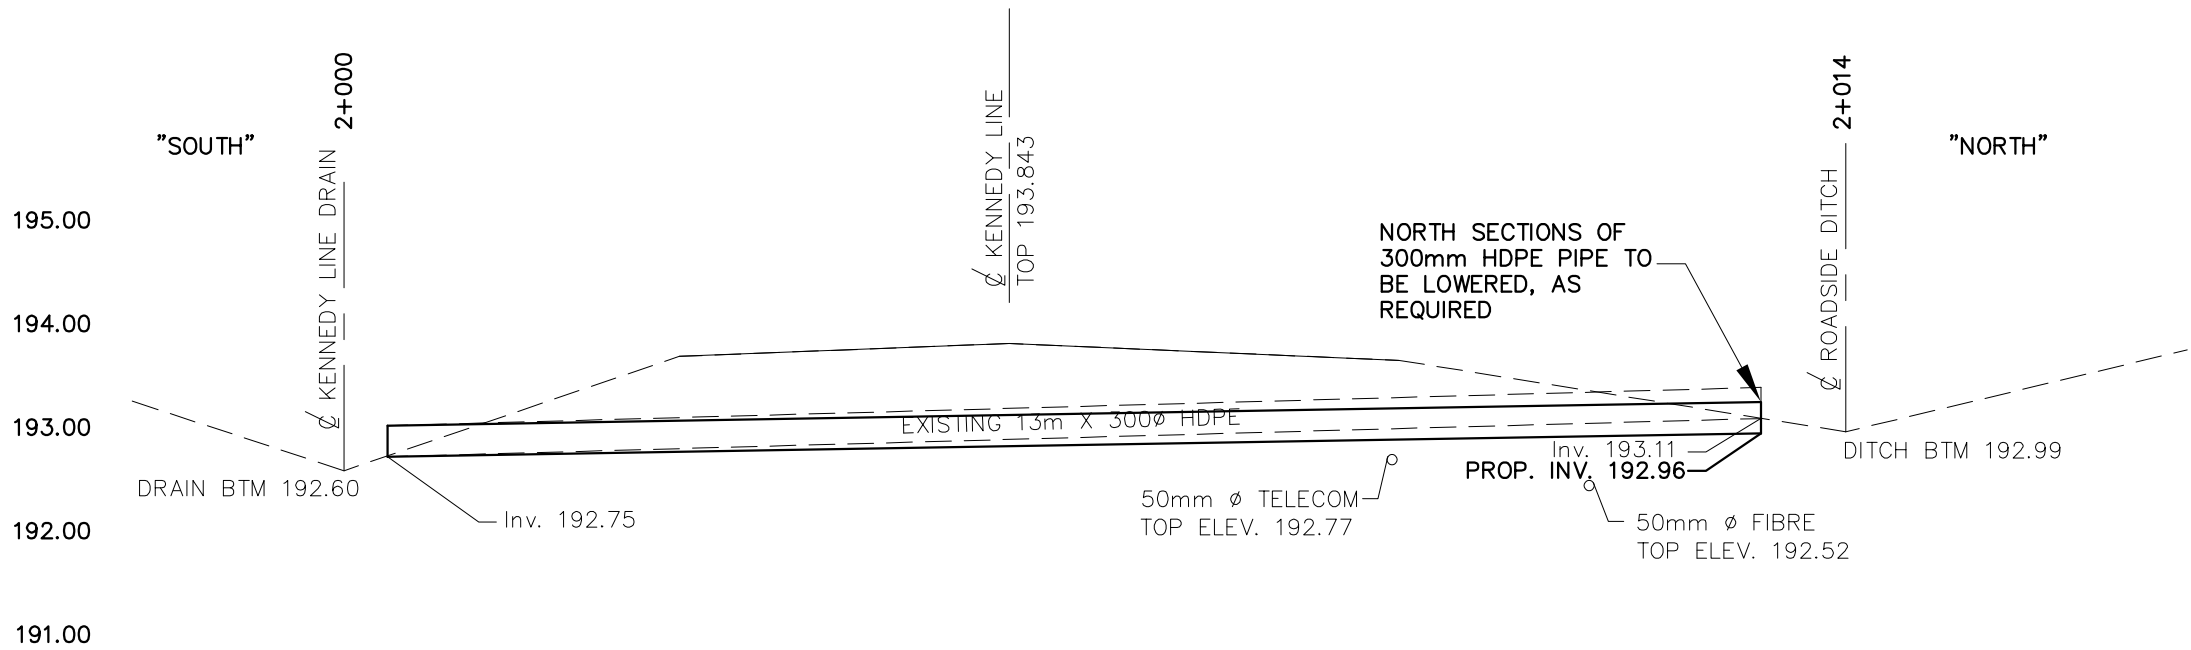 "SOUTH"
2+000
℄ KENNEDY LINE DRAIN
℄ KENNEDY LINE
TOP 193.843
2+014
℄ ROADSIDE DITCH
"NORTH"
195.00
194.00
193.00
192.00
191.00
NORTH SECTIONS OF
300mm HDPE PIPE TO
BE LOWERED, AS
REQUIRED
EXISTING 13m X 300ø HDPE
Inv. 193.11
PROP. INV. 192.96
DITCH BTM 192.99
DRAIN BTM 192.60
Inv. 192.75
50mm ø TELECOM
TOP ELEV. 192.77
50mm ø FIBRE
TOP ELEV. 192.52